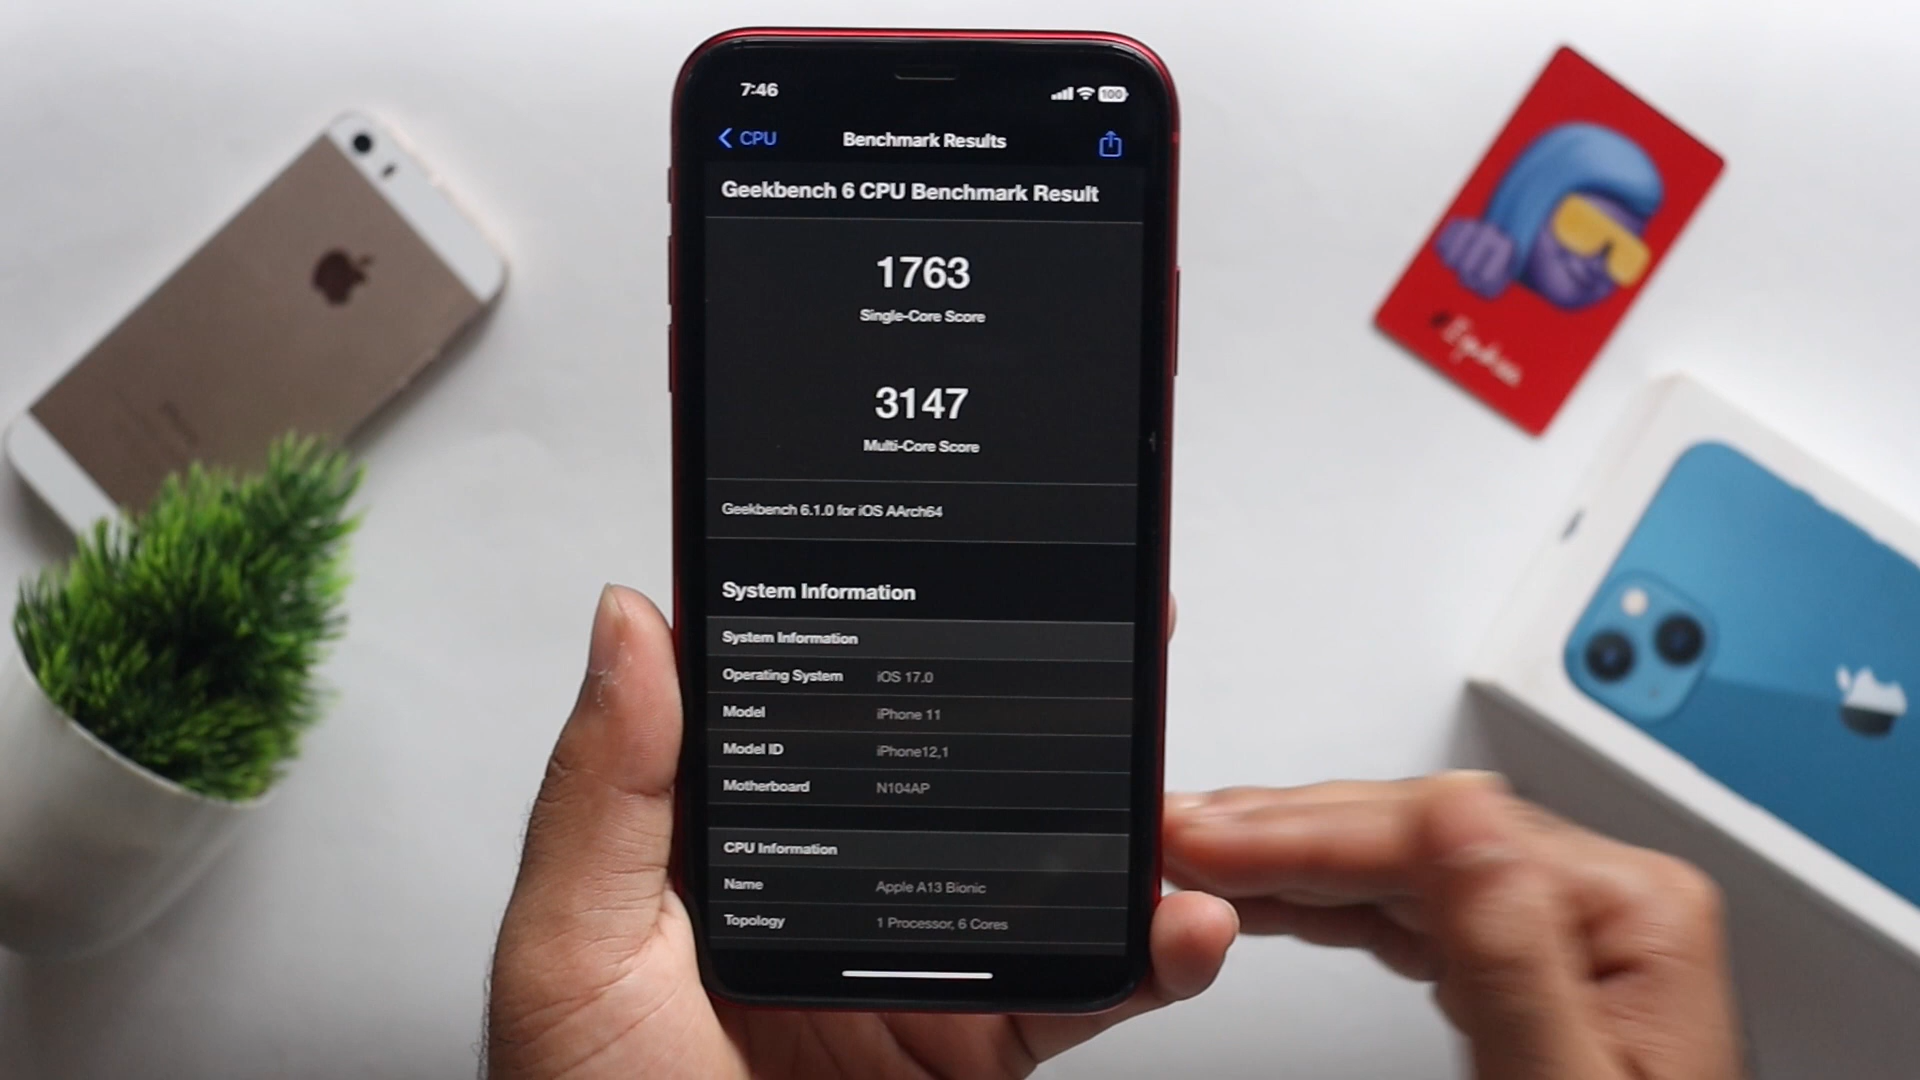 7:46
100
CPU
Benchmark Results
Geekbench 6 CPU Benchmark Result
1763
Single-Core Score
3147
Multi-Core Score
Geekbench 6.1.0 for iOS AArch64
System Information
System Information
Operating System iOS 17.0
Model iPhone 11
Model ID iPhone12,1
Motherboard N104AP
CPU Information
Name Apple A13 Bionic
Topology 1 Processor, 6 Cores